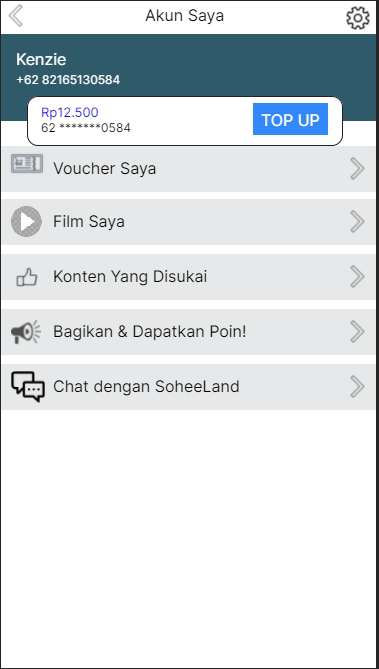 Akun Saya
Kenzie
+62 82165130584
Rp12.500
62 *******0584
TOP UP
Voucher Saya
Film Saya
Konten Yang Disukai
Bagikan & Dapatkan Poin!
Chat dengan SoheeLand